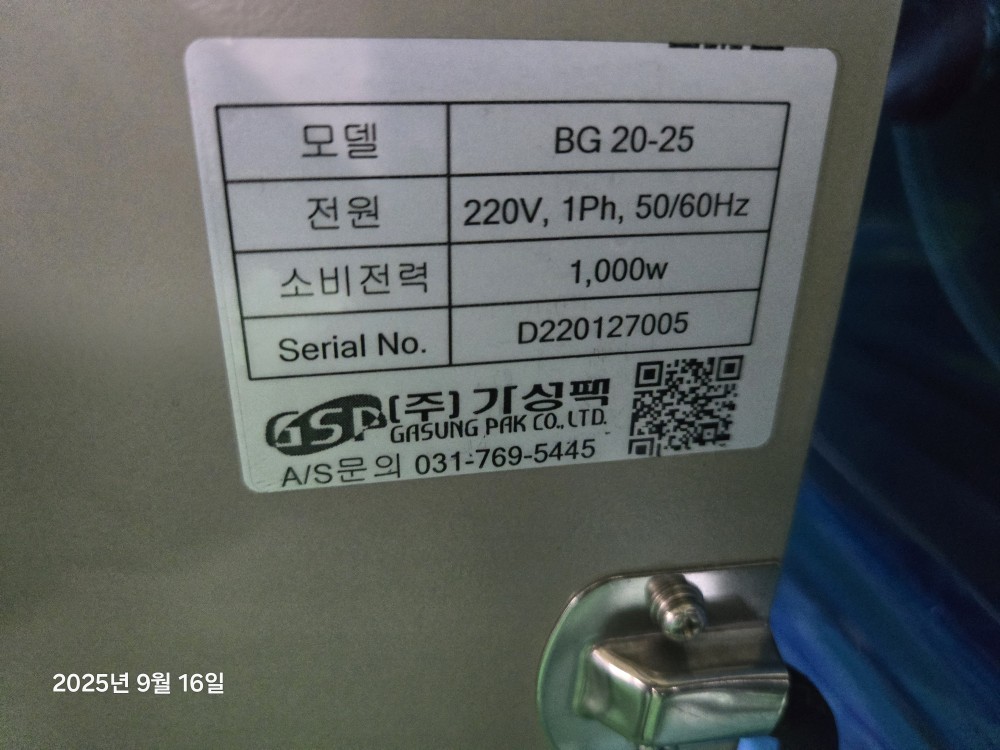 모델 BG 20-25
전원 220V, 1Ph, 50/60Hz
소비전력 1,000w
Serial No. D220127005
GSP (주) 가성팩
GASUNG PAK CO., LTD.
A/S문의 031-769-5445
2025년 9월 16일